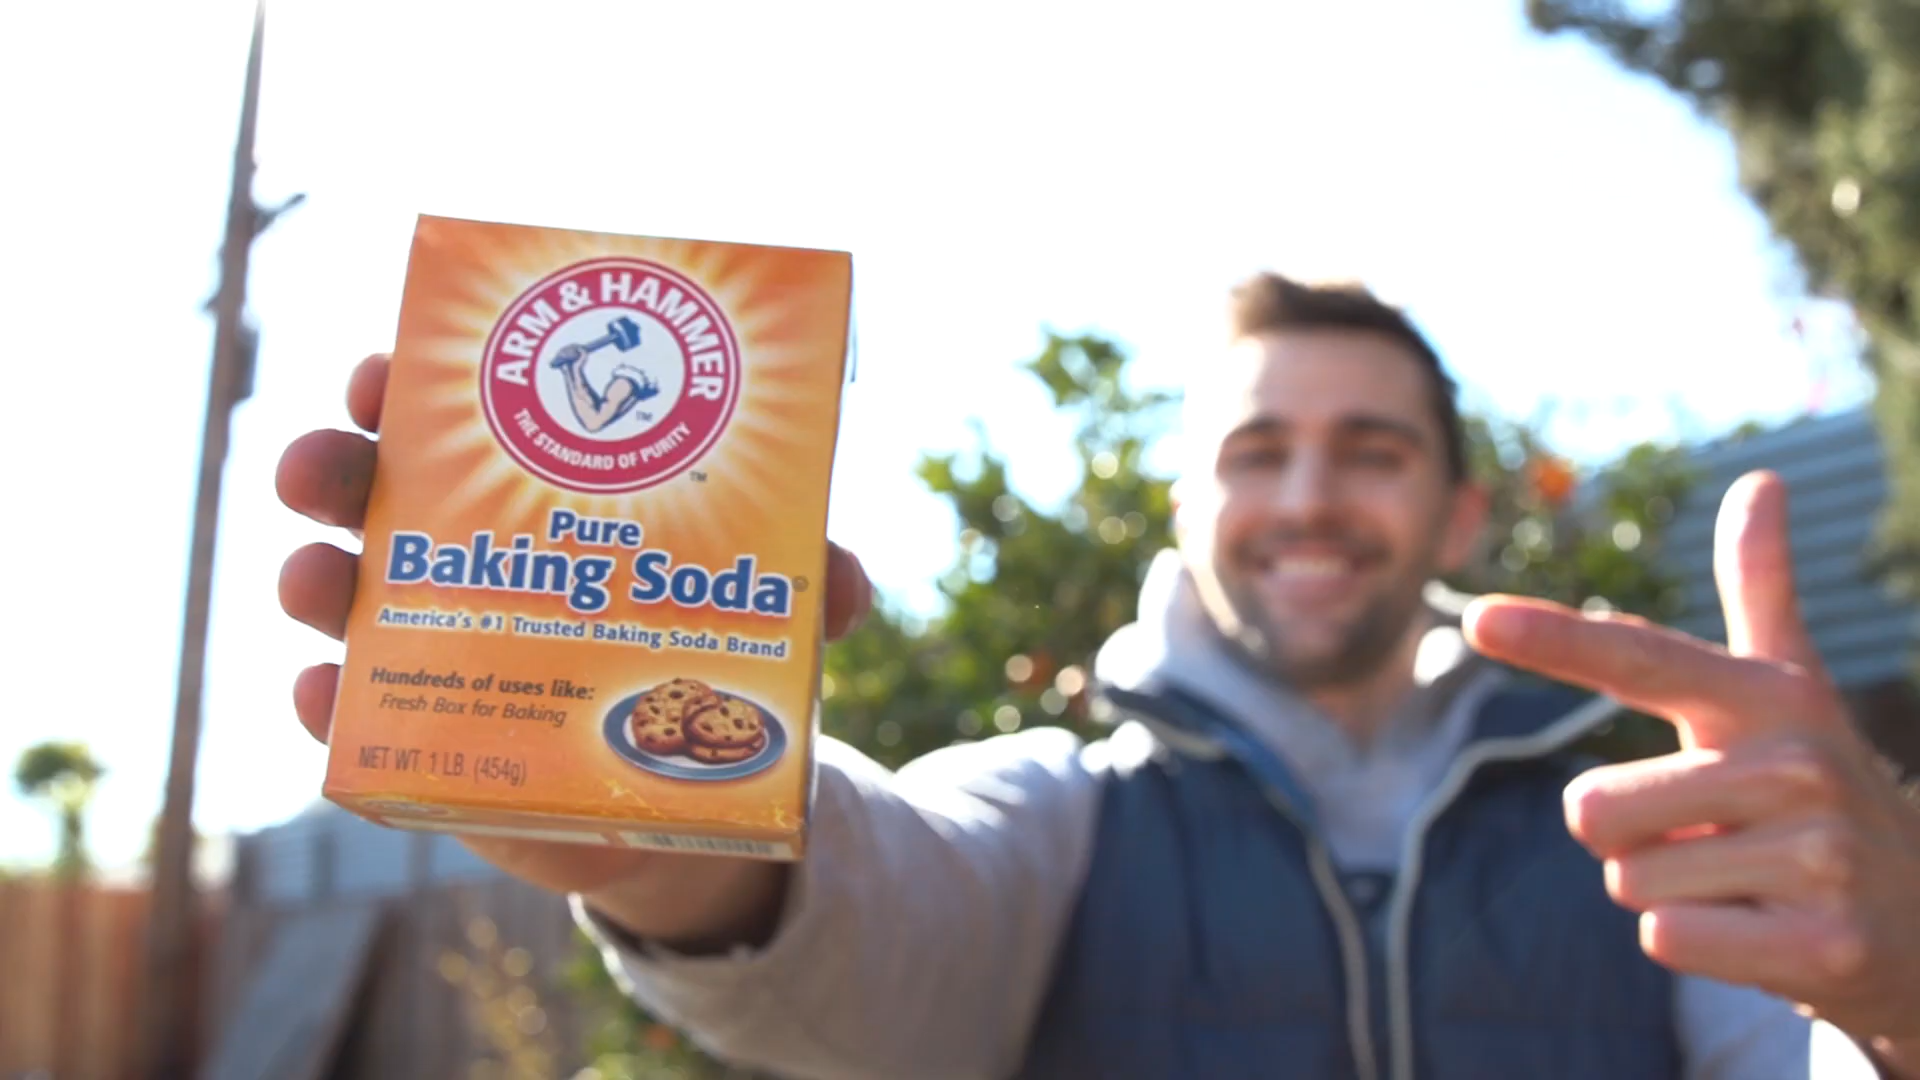 ARM & HAMMER
THE STANDARD OF PURITY
TM
TM
Pure
Baking Soda
America's #1 Trusted Baking Soda Brand
Hundreds of uses like:
Fresh Box for Baking
NET WT 1 LB. (454g)